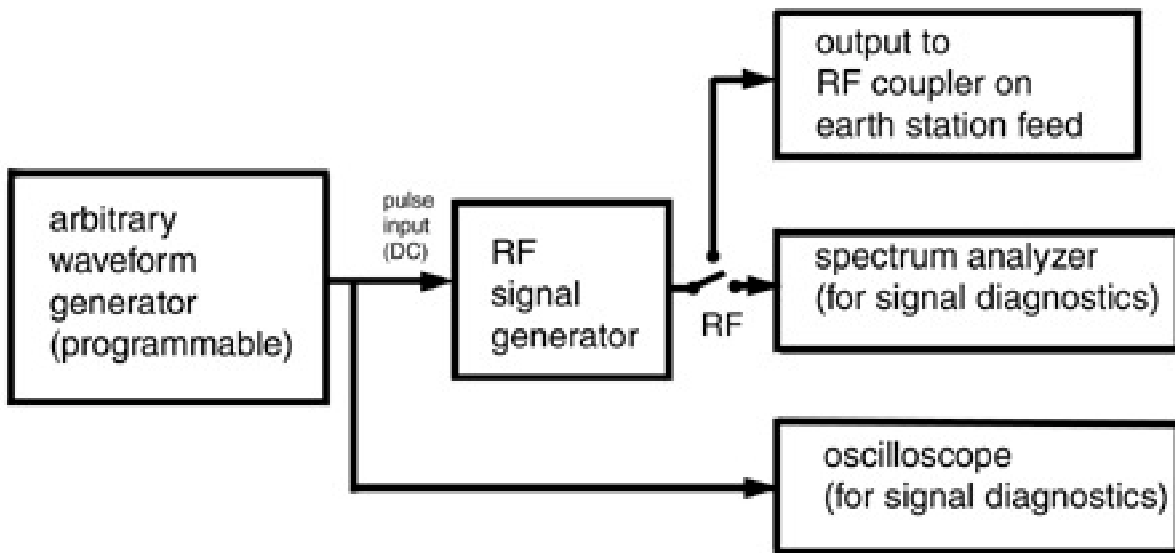 output to
RF coupler on
earth station feed
arbitrary
waveform
generator
(programmable)
pulse
input
(DC)
RF
signal
generator
RF
spectrum analyzer
(for signal diagnostics)
oscilloscope
(for signal diagnostics)